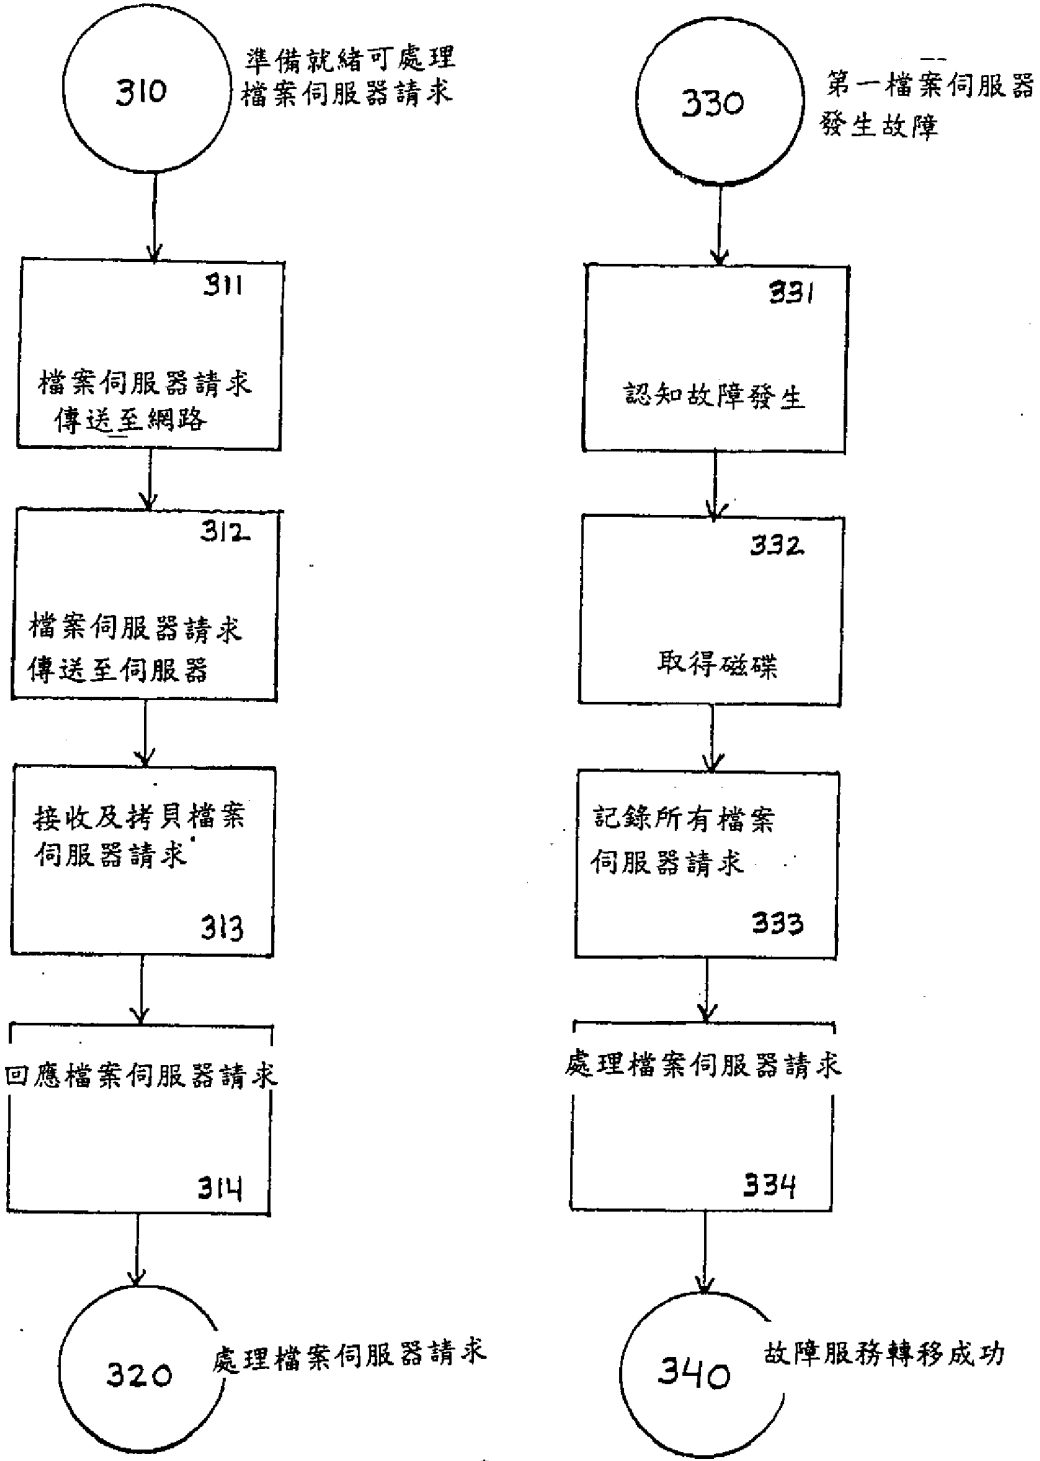 310
準備就緒可處理
檔案伺服器請求
311
檔案伺服器請求
傳送至網路
312
檔案伺服器請求
傳送至伺服器
接收及拷貝檔案
伺服器請求
313
回應檔案伺服器請求
314
320
處理檔案伺服器請求
330
第一檔案伺服器
發生故障
331
認知故障發生
332
取得磁碟
記錄所有檔案
伺服器請求
333
處理檔案伺服器請求
334
340
故障服務轉移成功